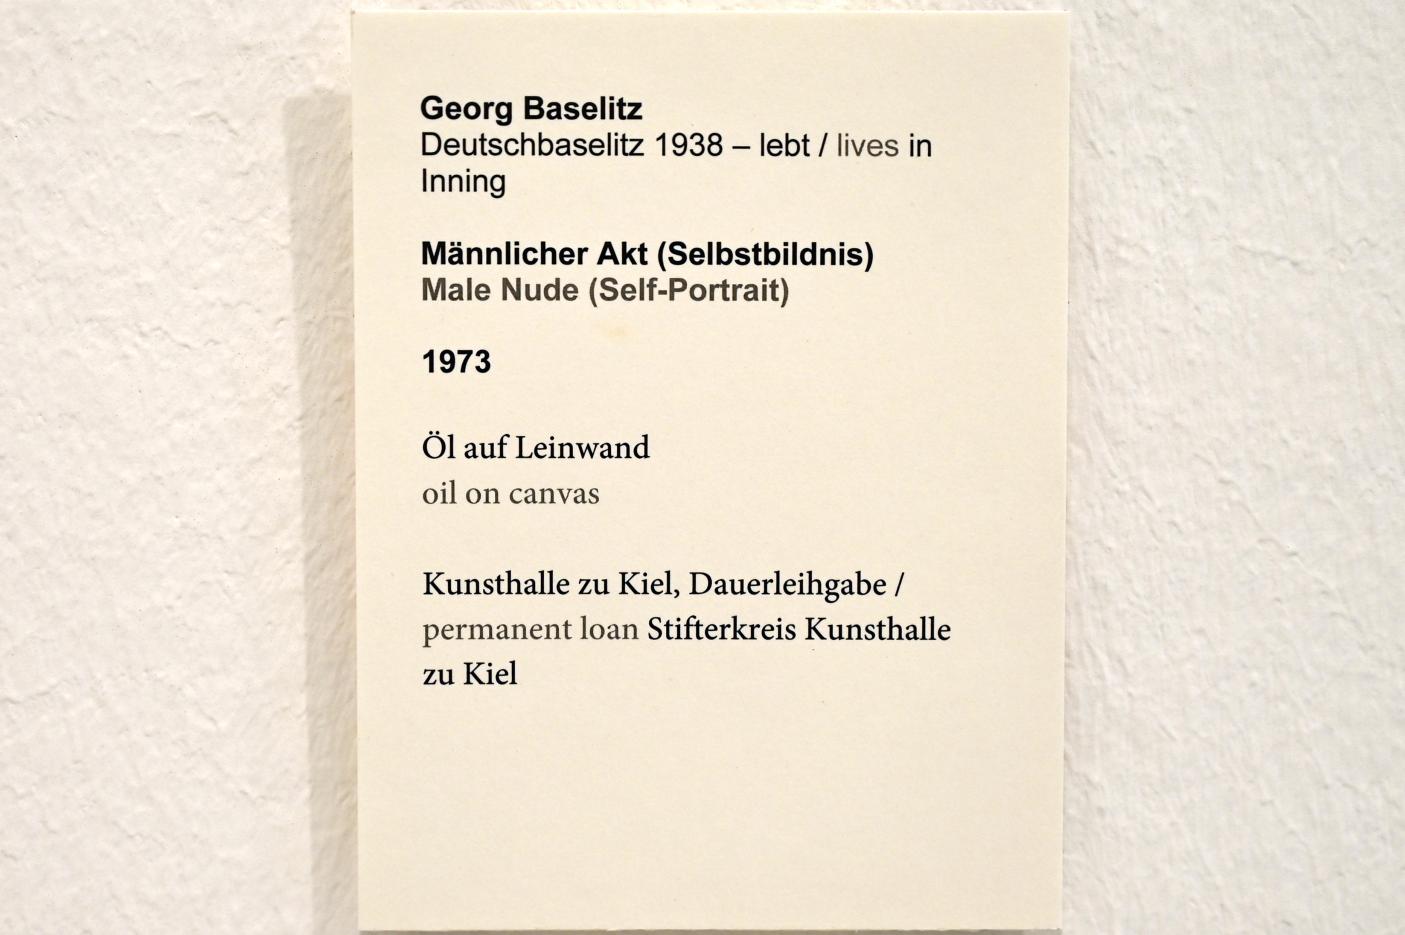 Georg Baselitz
Deutschbaselitz 1938 – lebt / lives in
Inning
Männlicher Akt (Selbstbildnis)
Male Nude (Self-Portrait)
1973
Öl auf Leinwand
oil on canvas
Kunsthalle zu Kiel, Dauerleihgabe /
permanent loan Stifterkreis Kunsthalle
zu Kiel